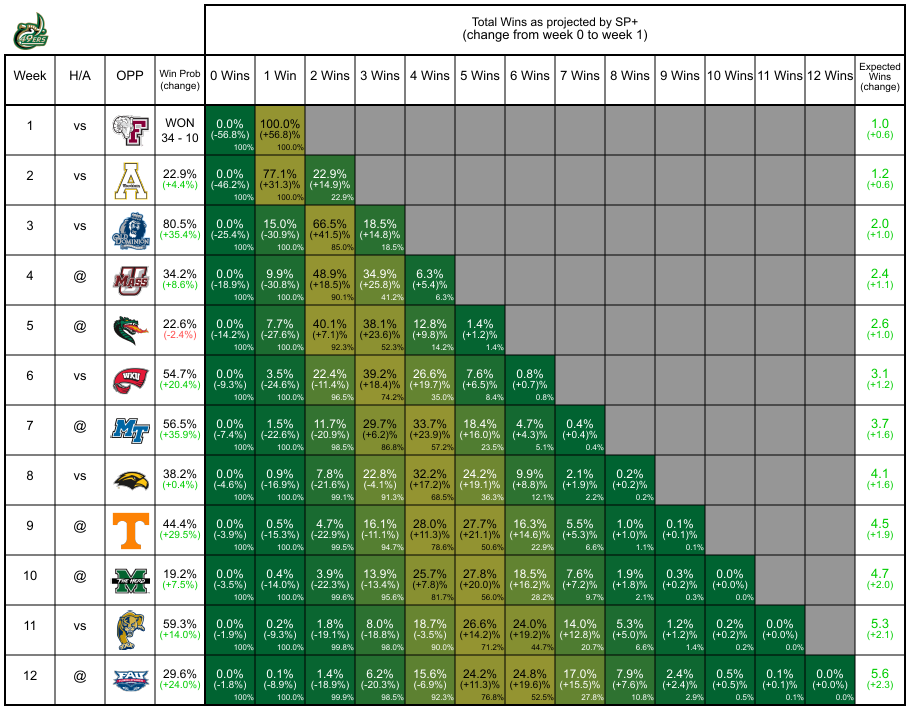 49ERS
Total Wins as projected by SP+
(change from week 0 to week 1)
Week H/A OPP Win Prob (change) 0 Wins 1 Win 2 Wins 3 Wins 4 Wins 5 Wins 6 Wins 7 Wins 8 Wins 9 Wins 10 Wins 11 Wins 12 Wins Expected Wins (change)
1 vs F WON 0.0% 100.0% 1.0
34 - 10 (-56.8%) (+56.8)% (+0.6)
100% 100.0%
2 vs A 22.9% 0.0% 77.1% 22.9% 1.2
(+4.4%) (-46.2%) (+31.3)% (+14.9)% (+0.6)
100% 100.0% 22.9%
3 vs OLD DOMINION 80.5% 0.0% 15.0% 66.5% 18.5% 2.0
(+35.4%) (-25.4%) (-30.9%) (+41.5)% (+14.8)% (+1.0)
100% 100.0% 85.0% 18.5%
4 @ UMASS 34.2% 0.0% 9.9% 48.9% 34.9% 6.3% 2.4
(+8.6%) (-18.9%) (-30.8%) (+18.5)% (+25.8)% (+5.4)% (+1.1)
100% 100.0% 90.1% 41.2% 6.3%
5 @ 22.6% 0.0% 7.7% 40.1% 38.1% 12.8% 1.4% 2.6
(-2.4%) (-14.2%) (-27.6%) (+7.1)% (+23.6)% (+9.8)% (+1.2)% (+1.0)
100% 100.0% 92.3% 52.3% 14.2% 1.4%
6 vs WKU 54.7% 0.0% 3.5% 22.4% 39.2% 26.6% 7.6% 0.8% 3.1
(+20.4%) (-9.3%) (-24.6%) (-11.4%) (+18.4)% (+19.7)% (+6.5)% (+0.7)% (+1.2)
100% 100.0% 96.5% 74.2% 35.0% 8.4% 0.8%
7 @ MT 56.5% 0.0% 1.5% 11.7% 29.7% 33.7% 18.4% 4.7% 0.4% 3.7
(+35.9%) (-7.4%) (-22.6%) (-20.9%) (+6.2)% (+23.9)% (+16.0)% (+4.3)% (+0.4)% (+1.6)
100% 100.0% 98.5% 86.8% 57.2% 23.5% 5.1% 0.4%
8 vs 38.2% 0.0% 0.9% 7.8% 22.8% 32.2% 24.2% 9.9% 2.1% 0.2% 4.1
(+0.4%) (-4.6%) (-16.9%) (-21.6%) (-4.1%) (+17.2)% (+19.1)% (+8.8)% (+1.9)% (+0.2)% (+1.6)
100% 100.0% 99.1% 91.3% 68.5% 36.3% 12.1% 2.2% 0.2%
9 @ T 44.4% 0.0% 0.5% 4.7% 16.1% 28.0% 27.7% 16.3% 5.5% 1.0% 0.1% 4.5
(+29.5%) (-3.9%) (-15.3%) (-22.9%) (-11.1%) (+11.3)% (+21.1)% (+14.6)% (+5.3)% (+1.0)% (+0.1)% (+1.9)
100% 100.0% 99.5% 94.7% 78.6% 50.6% 22.9% 6.6% 1.1% 0.1%
10 @ M THE HERD 19.2% 0.0% 0.4% 3.9% 13.9% 25.7% 27.8% 18.5% 7.6% 1.9% 0.3% 0.0% 4.7
(+7.5%) (-3.5%) (-14.0%) (-22.3%) (-13.4%) (+7.8)% (+20.0)% (+16.2)% (+7.2)% (+1.8)% (+0.2)% (+0.0)% (+2.0)
100% 100.0% 99.6% 95.6% 81.7% 56.0% 28.2% 9.7% 2.1% 0.3% 0.0%
11 vs 59.3% 0.0% 0.2% 1.8% 8.0% 18.7% 26.6% 24.0% 14.0% 5.3% 1.2% 0.2% 0.0% 5.3
(+14.0%) (-1.9%) (-9.3%) (-19.1%) (-18.8%) (-3.5%) (+14.2)% (+19.2)% (+12.8)% (+5.0)% (+1.2)% (+0.2)% (+0.0)% (+2.1)
100% 100.0% 99.8% 98.0% 90.0% 71.2% 44.7% 20.7% 6.6% 1.4% 0.2% 0.0%
12 @ FAU 29.6% 0.0% 0.1% 1.4% 6.2% 15.6% 24.2% 24.8% 17.0% 7.9% 2.4% 0.5% 0.1% 0.0% 5.6
(+24.0%) (-1.8%) (-8.9%) (-18.9%) (-20.3%) (-6.9%) (+11.3)% (+19.6)% (+15.5)% (+7.6)% (+2.4)% (+0.5)% (+0.1)% (+0.0)% (+2.3)
100% 100.0% 99.9% 98.5% 92.3% 76.8% 52.5% 27.8% 10.8% 2.9% 0.5% 0.1% 0.0%